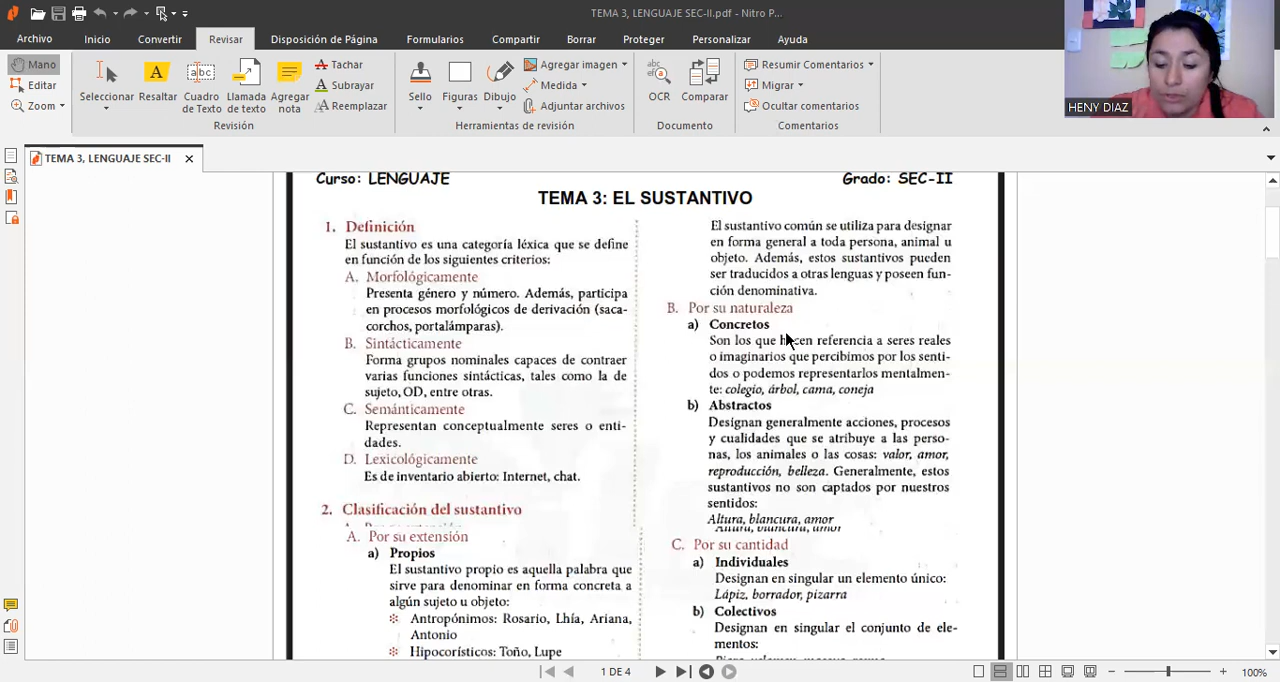 TEMA 3, LENGUAJE SEC-II.pdf - Nitro P...
Archivo
Inicio
Convertir
Revisar
Disposición de Página
Formularios
Compartir
Borrar
Proteger
Personalizar
Ayuda
Mano
Editar
Zoom
Seleccionar
Resaltar
Cuadro de Texto
Llamada de texto
Agregar nota
Tachar
Subrayar
Reemplazar
Revisión
Sello
Figuras
Dibujo
Agregar imagen
Medida
Adjuntar archivos
Herramientas de revisión
OCR
Comparar
Documento
Resumir Comentarios
Migrar
Ocultar comentarios
Comentarios
HENY DIAZ
TEMA 3, LENGUAJE SEC-II
Curso: LENGUAJE
Grado: SEC-II
TEMA 3: EL SUSTANTIVO
1. Definición
El sustantivo es una categoría léxica que se define
en función de los siguientes criterios:
A. Morfológicamente
Presenta género y número. Además, participa
en procesos morfológicos de derivación (saca-
corchos, portalámparas).
B. Sintácticamente
Forma grupos nominales capaces de contraer
varias funciones sintácticas, tales como la de
sujeto, OD, entre otras.
C. Semánticamente
Representan conceptualmente seres o enti-
dades.
D. Lexicológicamente
Es de inventario abierto: Internet, chat.
2. Clasificación del sustantivo
A. Por su extensión
a) Propios
El sustantivo propio es aquella palabra que
sirve para denominar en forma concreta a
algún sujeto u objeto:
Antropónimos: Rosario, Lhía, Ariana,
Antonio
Hipocorísticos: Toño, Lupe
El sustantivo común se utiliza para designar
en forma general a toda persona, animal u
objeto. Además, estos sustantivos pueden
ser traducidos a otras lenguas y poseen fun-
ción denominativa.
B. Por su naturaleza
a) Concretos
Son los que hacen referencia a seres reales
o imaginarios que percibimos por los senti-
dos o podemos representarlos mentalmen-
te: colegio, árbol, cama, coneja
b) Abstractos
Designan generalmente acciones, procesos
y cualidades que se atribuye a las perso-
nas, los animales o las cosas: valor, amor,
reproducción, belleza. Generalmente, estos
sustantivos no son captados por nuestros
sentidos:
Altura, blancura, amor
C. Por su cantidad
a) Individuales
Designan en singular un elemento único:
Lápiz, borrador, pizarra
b) Colectivos
Designan en singular el conjunto de ele-
mentos:
1 DE 4
100%